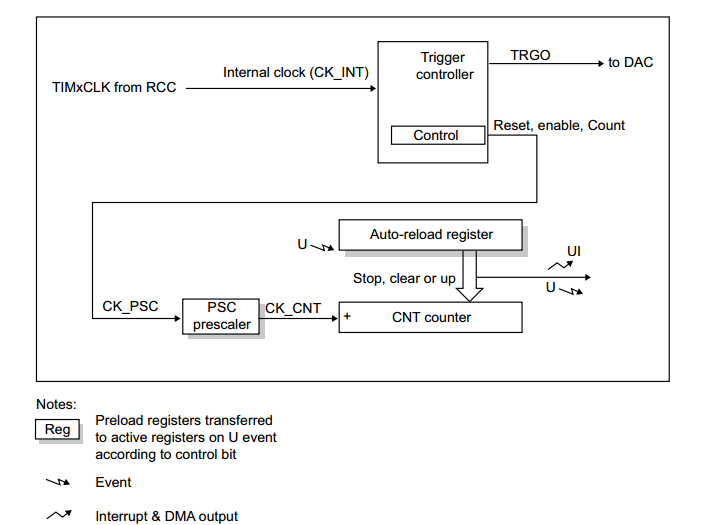 Trigger
controller
TRGO
to DAC
Internal clock (CK_INT)
TIMxCLK from RCC
Control
Reset, enable, Count
Auto-reload register
U
UI
Stop, clear or up
U
CK_PSC
PSC
prescaler
CK_CNT
+
CNT counter
Notes:
Reg
Preload registers transferred
to active registers on U event
according to control bit
Event
Interrupt & DMA output